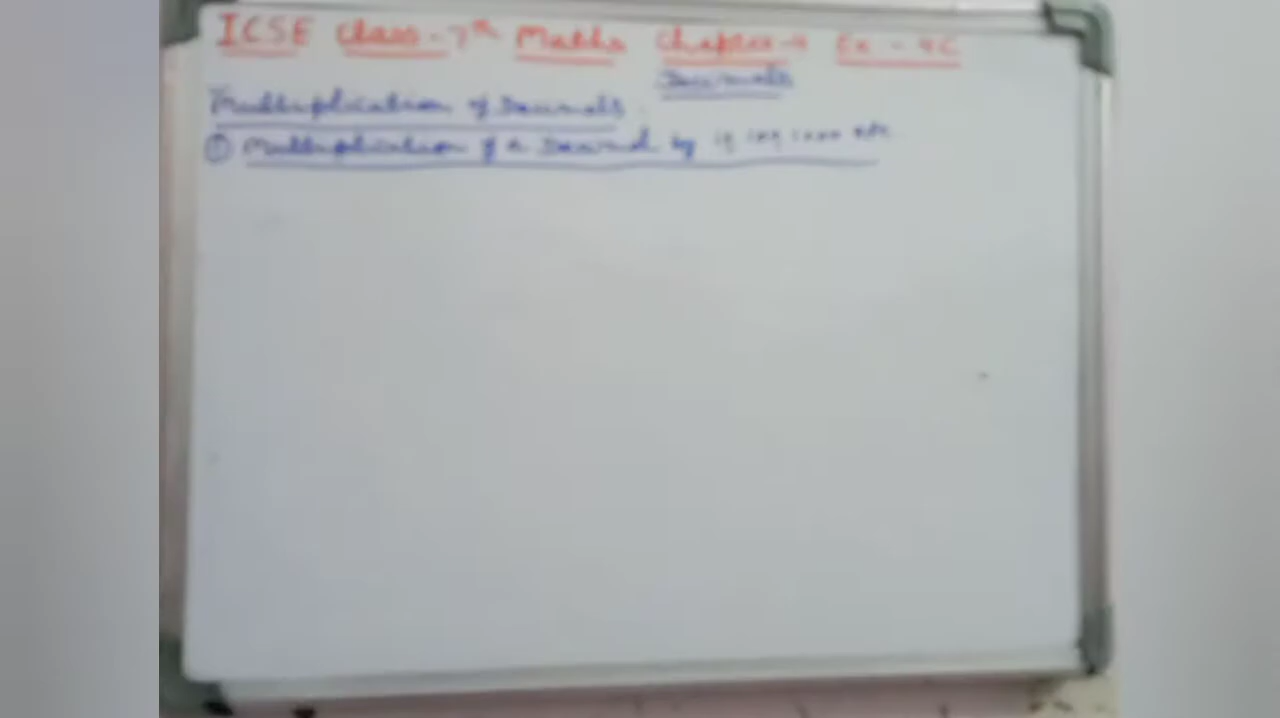 ICSE Class - 7th Maths Chapter - 4 Ex - 4C
Decimals
Multiplication of Decimals
① Multiplication of a Decimal by 10, 100, 1000 etc.